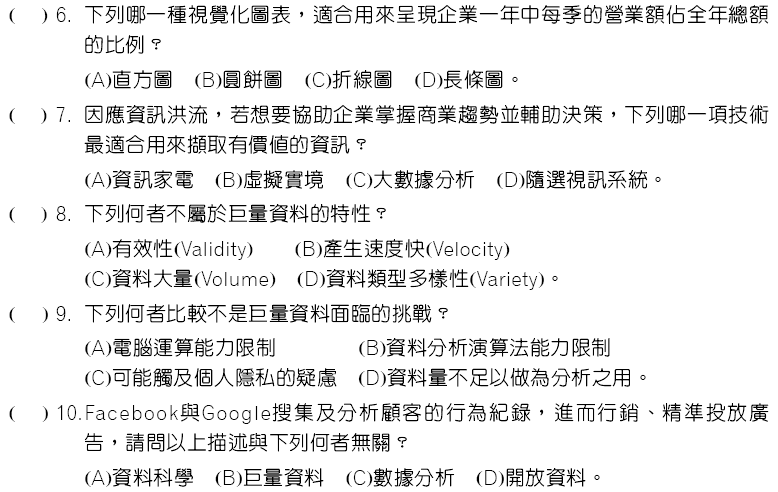 (　) 6. 下列哪一種視覺化圖表，適合用來呈現企業一年中每季的營業額佔全年總額
的比例？
(A)直方圖　(B)圓餅圖　(C)折線圖　(D)長條圖。
(　) 7. 因應資訊洪流，若想要協助企業掌握商業趨勢並輔助決策，下列哪一項技術
最適合用來擷取有價值的資訊？
(A)資訊家電　(B)虛擬實境　(C)大數據分析　(D)隨選視訊系統。
(　) 8. 下列何者不屬於巨量資料的特性？
(A)有效性(Validity)　(B)產生速度快(Velocity)
(C)資料大量(Volume)　(D)資料類型多樣性(Variety)。
(　) 9. 下列何者比較不是巨量資料面臨的挑戰？
(A)電腦運算能力限制　(B)資料分析演算法能力限制
(C)可能觸及個人隱私的疑慮　(D)資料量不足以做為分析之用。
(　) 10.Facebook與Google搜集及分析顧客的行為紀錄，進而行銷、精準投放廣
告，請問以上描述與下列何者無關？
(A)資料科學　(B)巨量資料　(C)數據分析　(D)開放資料。